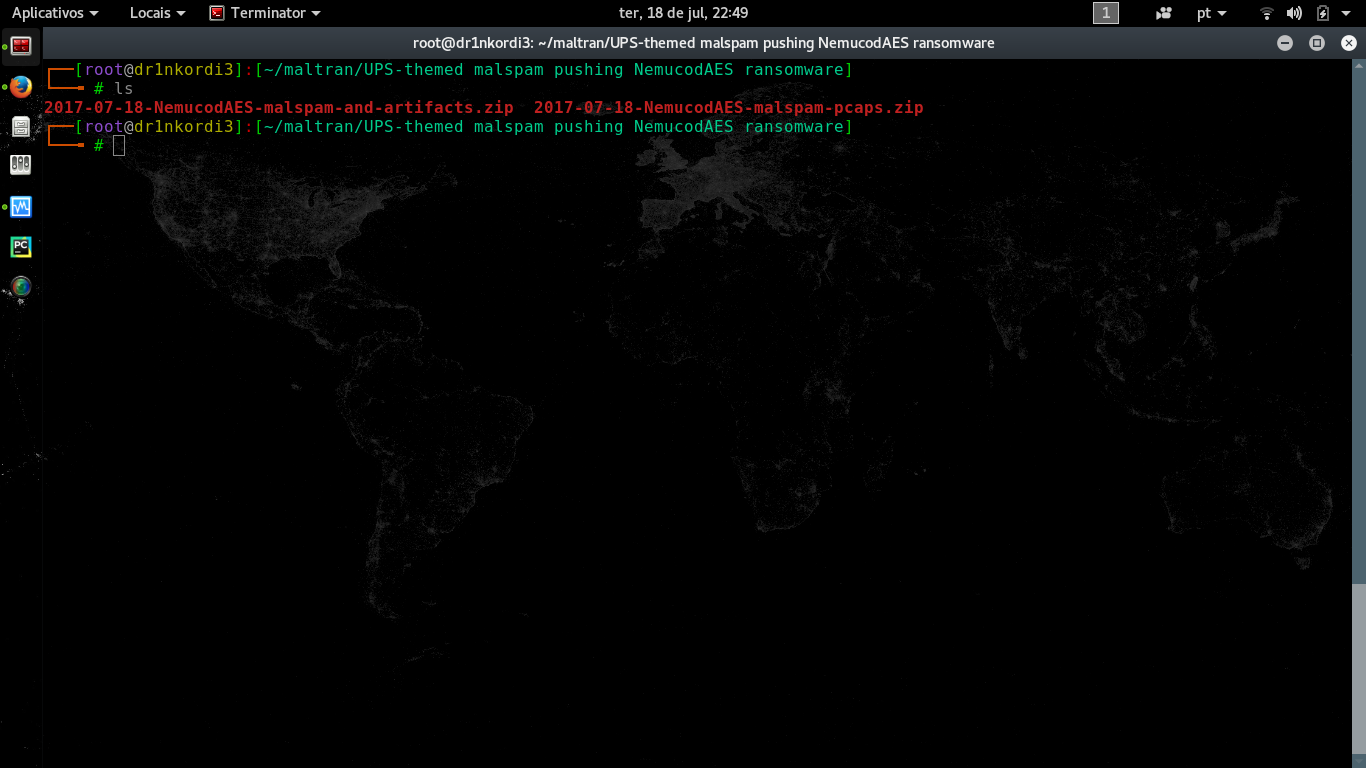 Aplicativos Locais Terminator ter, 18 de jul, 22:49 1 pt
root@dr1nkordi3: ~/maltran/UPS-themed malspam pushing NemucodAES ransomware
[root@dr1nkordi3]:[~/maltran/UPS-themed malspam pushing NemucodAES ransomware]
# ls
2017-07-18-NemucodAES-malspam-and-artifacts.zip 2017-07-18-NemucodAES-malspam-pcaps.zip
[root@dr1nkordi3]:[~/maltran/UPS-themed malspam pushing NemucodAES ransomware]
#
PC